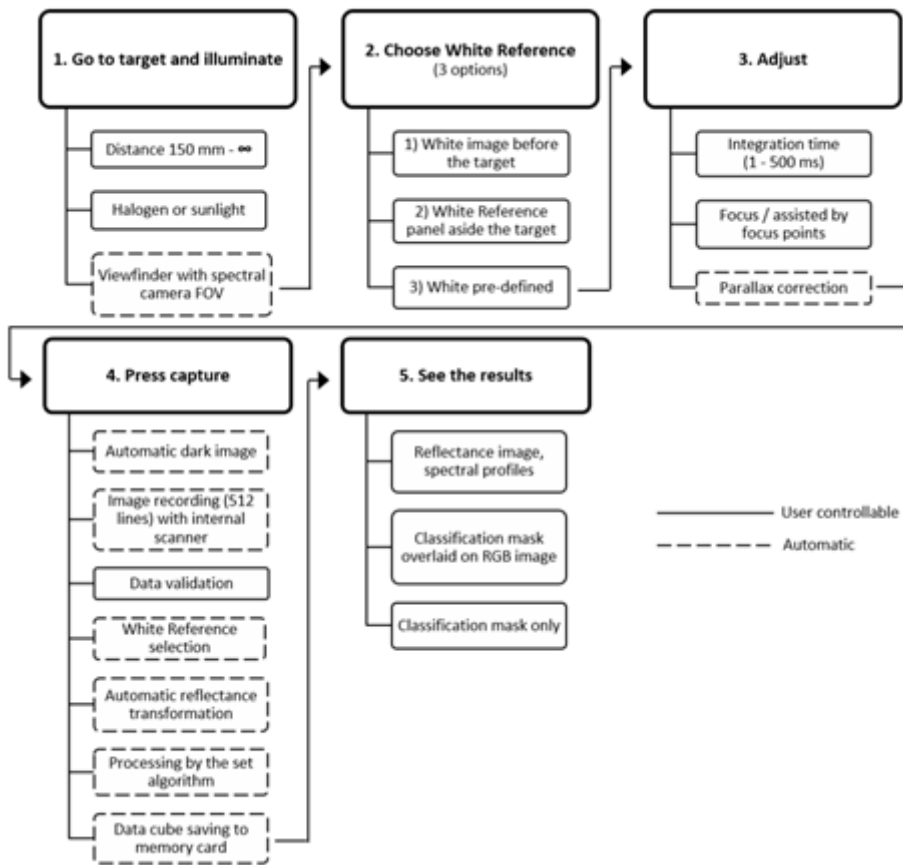 1. Go to target and illuminate
Distance 150 mm - ∞
Halogen or sunlight
Viewfinder with spectral
camera FOV
2. Choose White Reference
(3 options)
1) White image before
the target
2) White Reference
panel aside the target
3) White pre-defined
3. Adjust
Integration time
(1 - 500 ms)
Focus / assisted by
focus points
Parallax correction
4. Press capture
Automatic dark image
Image recording (512
lines) with internal
scanner
Data validation
White Reference
selection
Automatic reflectance
transformation
Processing by the set
algorithm
Data cube saving to
memory card
5. See the results
Reflectance image,
spectral profiles
Classification mask
overlaid on RGB image
Classification mask only
User controllable
Automatic